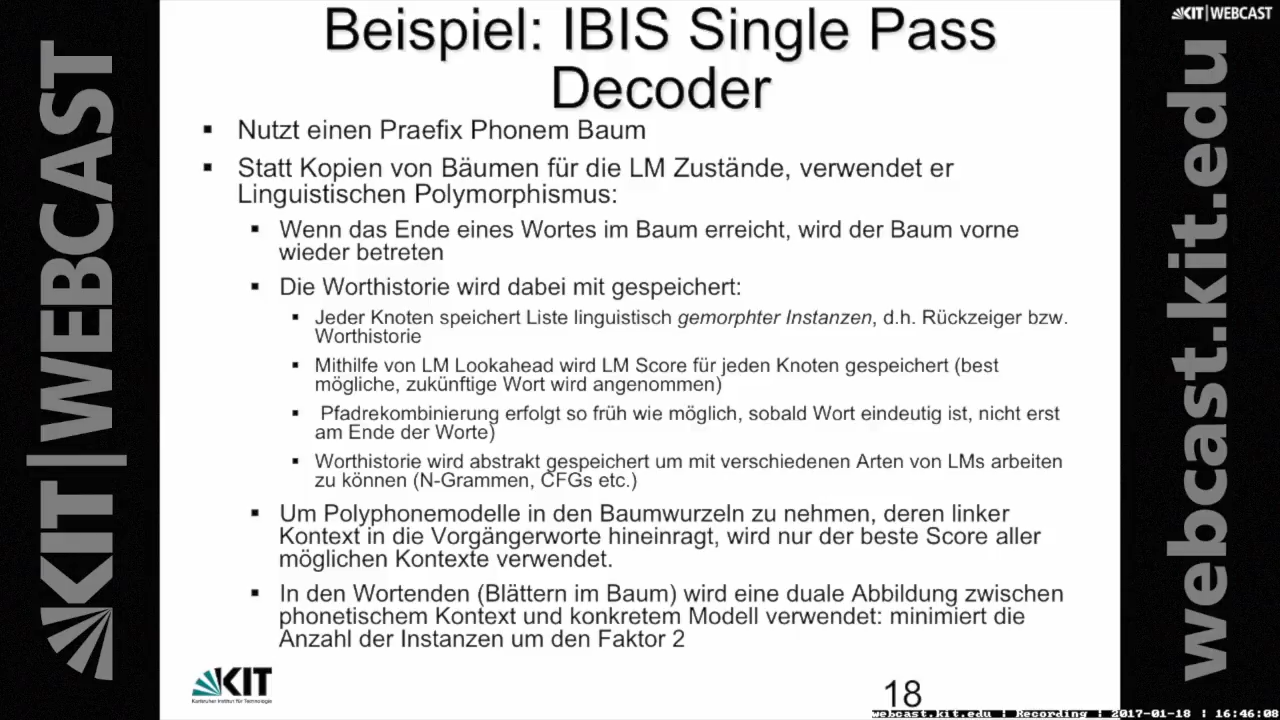 KIT|WEBCAST
Beispiel: IBIS Single Pass
Decoder
▪ Nutzt einen Praefix Phonem Baum
▪ Statt Kopien von Bäumen für die LM Zustände, verwendet er
Linguistischen Polymorphismus:
▪ Wenn das Ende eines Wortes im Baum erreicht, wird der Baum vorne
wieder betreten
▪ Die Worthistorie wird dabei mit gespeichert:
▪ Jeder Knoten speichert Liste linguistisch gemorphter Instanzen, d.h. Rückzeiger bzw.
Worthistorie
▪ Mithilfe von LM Lookahead wird LM Score für jeden Knoten gespeichert (best
mögliche, zukünftige Wort wird angenommen)
▪ Pfadrekombinierung erfolgt so früh wie möglich, sobald Wort eindeutig ist, nicht erst
am Ende der Worte)
▪ Worthistorie wird abstrakt gespeichert um mit verschiedenen Arten von LMs arbeiten
zu können (N-Grammen, CFGs etc.)
▪ Um Polyphonemodelle in den Baumwurzeln zu nehmen, deren linker
Kontext in die Vorgängerworte hineinragt, wird nur der beste Score aller
möglichen Kontexte verwendet.
▪ In den Wortenden (Blättern im Baum) wird eine duale Abbildung zwischen
phonetischem Kontext und konkretem Modell verwendet: minimiert die
Anzahl der Instanzen um den Faktor 2
KIT
Karlsruher Institut für Technologie
18
KIT|WEBCAST
webcast.kit.edu
webcast.kit.edu | Recording | 2017-01-18 | 16:46:08